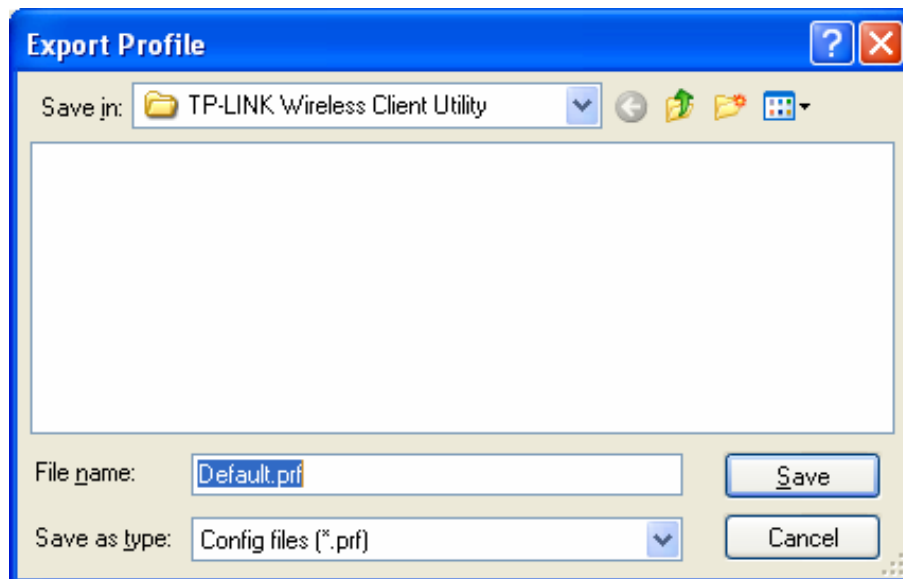 Export Profile
Save in: TP-LINK Wireless Client Utility
File name: Default.prf Save
Save as type: Config files (*.prf) Cancel